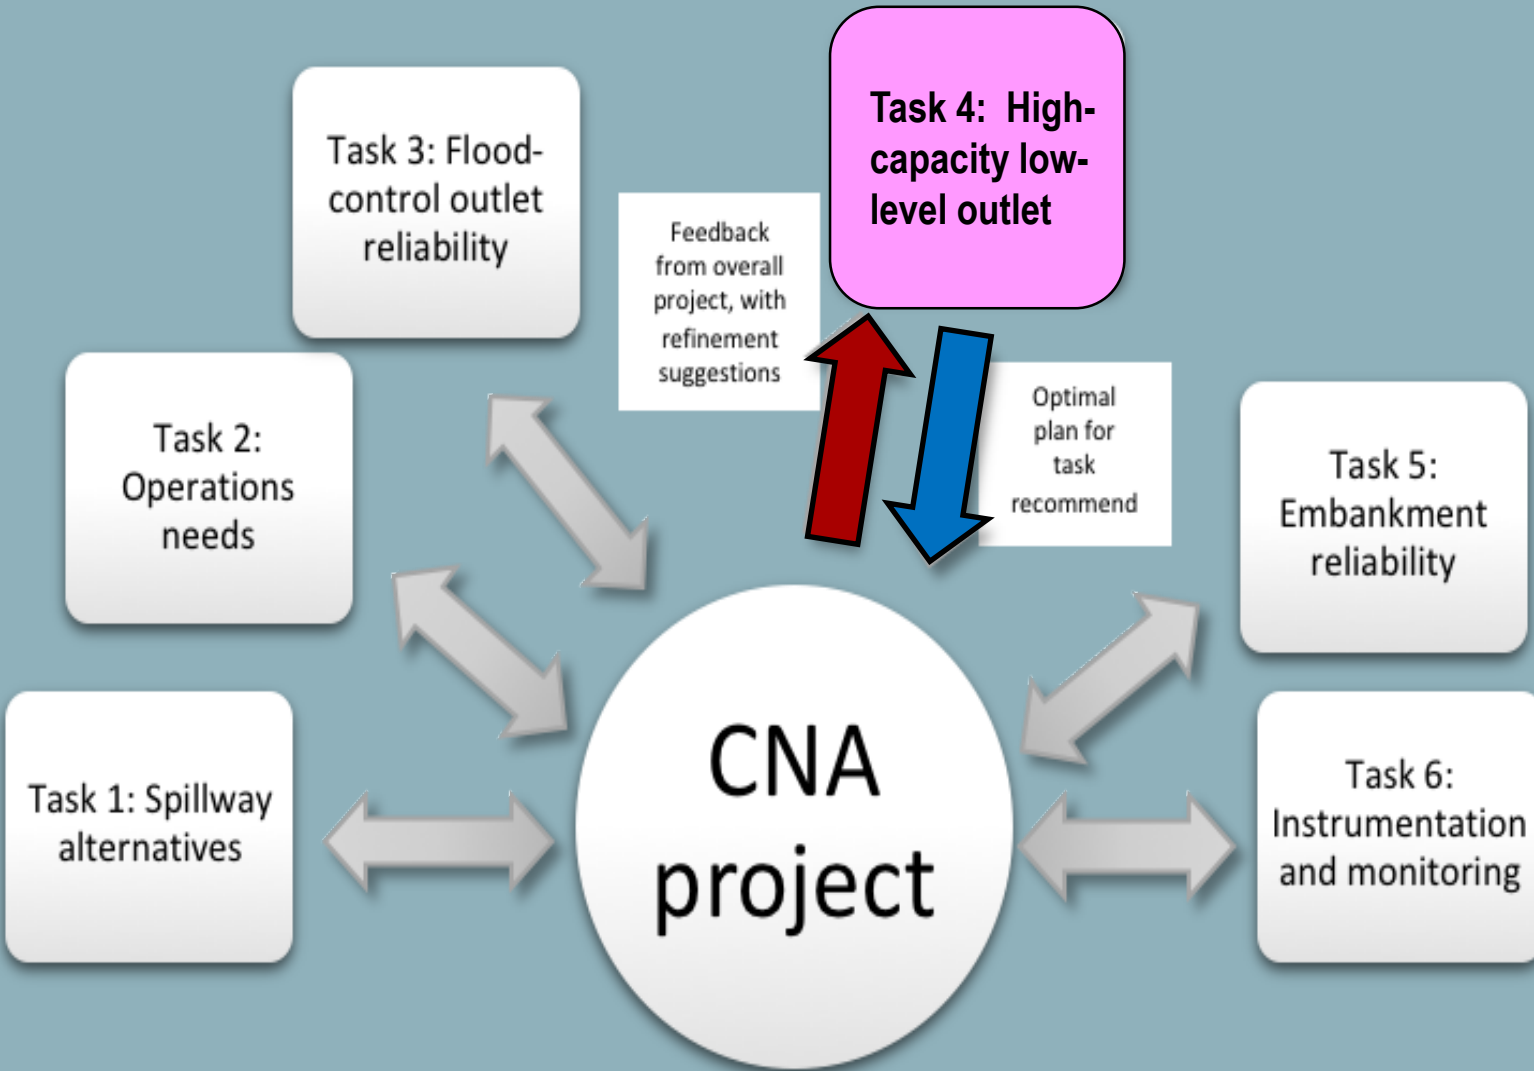 Task 4:  High-
capacity low-
level outlet
Task 3: Flood-
control outlet
reliability
Feedback
from overall
project, with
refinement
suggestions
Optimal
plan for
task
recommend
Task 2:
Operations
needs
Task 5:
Embankment
reliability
Task 1: Spillway
alternatives
CNA
project
Task 6:
Instrumentation
and monitoring